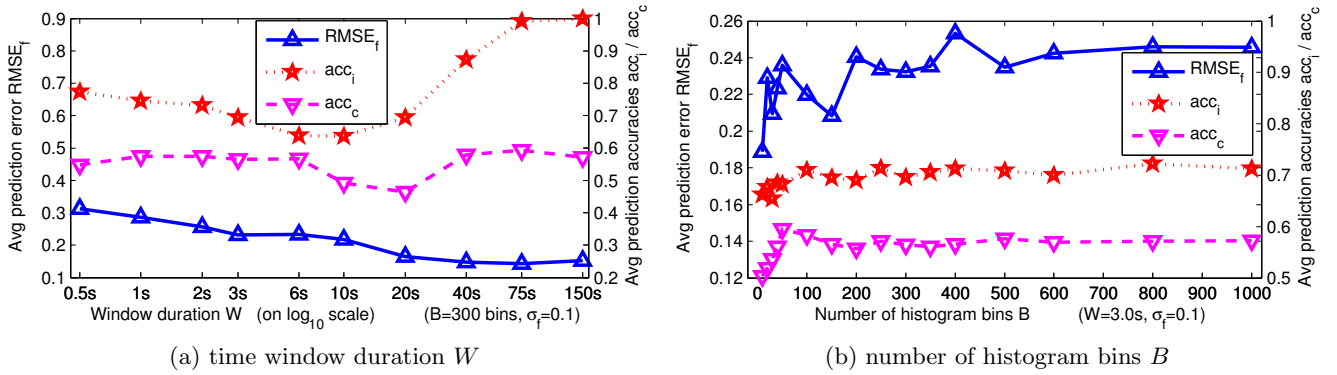 Avg prediction error RMSE_f
0.9
0.8
0.7
0.6
0.5
0.4
0.3
0.2
0.1
RMSE_f
acc_i
acc_c
1
0.9
0.8
0.7
0.6
0.5
0.4
0.3
0.2
Avg prediction accuracies acc_i / acc_c
0.5s 1s 2s 3s 6s 10s 20s 40s 75s 150s
Window duration W (on log_10 scale) (B=300 bins, σ_f=0.1)
(a) time window duration W
Avg prediction error RMSE_f
0.26
0.24
0.22
0.2
0.18
0.16
0.14
0.12
RMSE_f
acc_i
acc_c
1
0.9
0.8
0.7
0.6
0.5
Avg prediction accuracies acc_i / acc_c
0 100 200 300 400 500 600 700 800 900 1000
Number of histogram bins B (W=3.0s, σ_f=0.1)
(b) number of histogram bins B